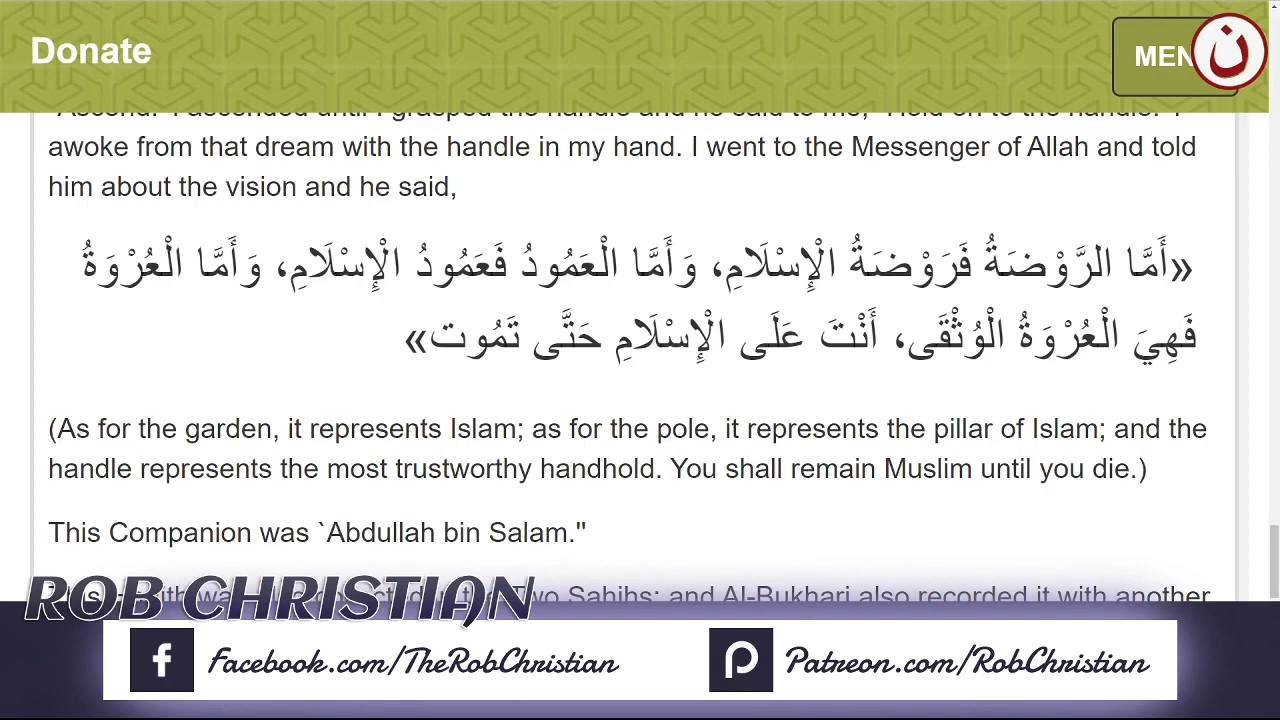 Donate
MEN
ن
awoke from that dream with the handle in my hand. I went to the Messenger of Allah and told
him about the vision and he said,
«أَمَّا الرَّوْضَةُ فَرَوْضَةُ الْإِسْلَامِ، وَأَمَّا الْعَمُودُ فَعَمُودُ الْإِسْلَامِ، وَأَمَّا الْعُرْوَةُ
فَهِيَ الْعُرْوَةُ الْوُثْقَى، أَنْتَ عَلَى الْإِسْلَامِ حَتَّى تَمُوت»
(As for the garden, it represents Islam; as for the pole, it represents the pillar of Islam; and the
handle represents the most trustworthy handhold. You shall remain Muslim until you die.)
This Companion was `Abdullah bin Salam."
Two Sahihs; and Al-Bukhari also recorded it with another
ROB CHRISTIAN
Facebook.com/TheRobChristian
Patreon.com/RobChristian